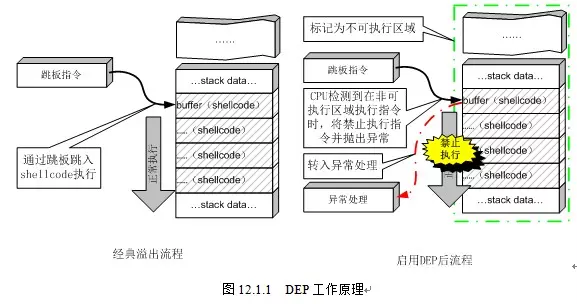 ……
跳板指令
…stack data…
buffer（shellcode）
……（shellcode）
……（shellcode）
……（shellcode）
……（shellcode）
…stack data…
正常执行
通过跳板跳入
shellcode执行
经典溢出流程
标记为不可执行区域
……
跳板指令
…stack data…
buffer（shellcode）
……（shellcode）
……（shellcode）
……（shellcode）
……（shellcode）
…stack data…
CPU检测到在非可
执行区域执行指令
时，将禁止执行指
令并抛出异常
转入异常处理
禁止
执行
异常处理
启用DEP后流程
图 12.1.1 DEP 工作原理